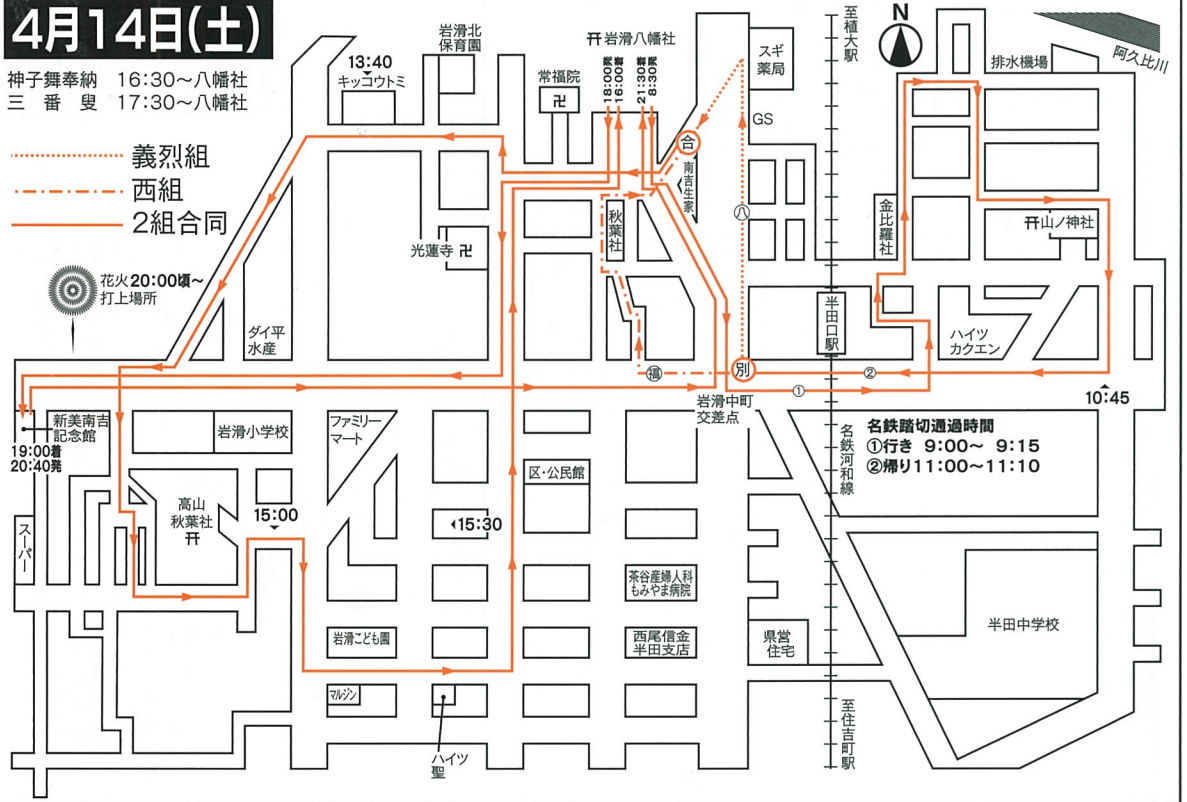 4月14日(土)
神子舞奉納 16:30～八幡社
三番叟 17:30～八幡社
義烈組
西組
2組合同
花火20:00頃～
打上場所
13:40
キッコウトミ
岩滑北
保育園
常福院
卍
岩滑八幡社
18:00発
16:00着
21:30着
8:30発
スギ
薬局
GS
至植大駅
N
排水機場
阿久比川
合
南吉生家
秋葉社
光蓮寺 卍
八
金比羅社
山ノ神社
半田口駅
ハイツ
カクエン
ダイ平
水産
福
別
②
①
10:45
岩滑中町
交差点
新美南吉
記念館
19:00着
20:40発
岩滑小学校
ファミリー
マート
名鉄河和線
名鉄踏切通過時間
①行き 9:00～ 9:15
②帰り11:00～11:10
区・公民館
高山
秋葉社
15:00
15:30
スーパー
茶谷産婦人科
もみやま病院
岩滑こども園
西尾信金
半田支店
県営
住宅
半田中学校
マルジン
ハイツ
聖
至住吉町駅